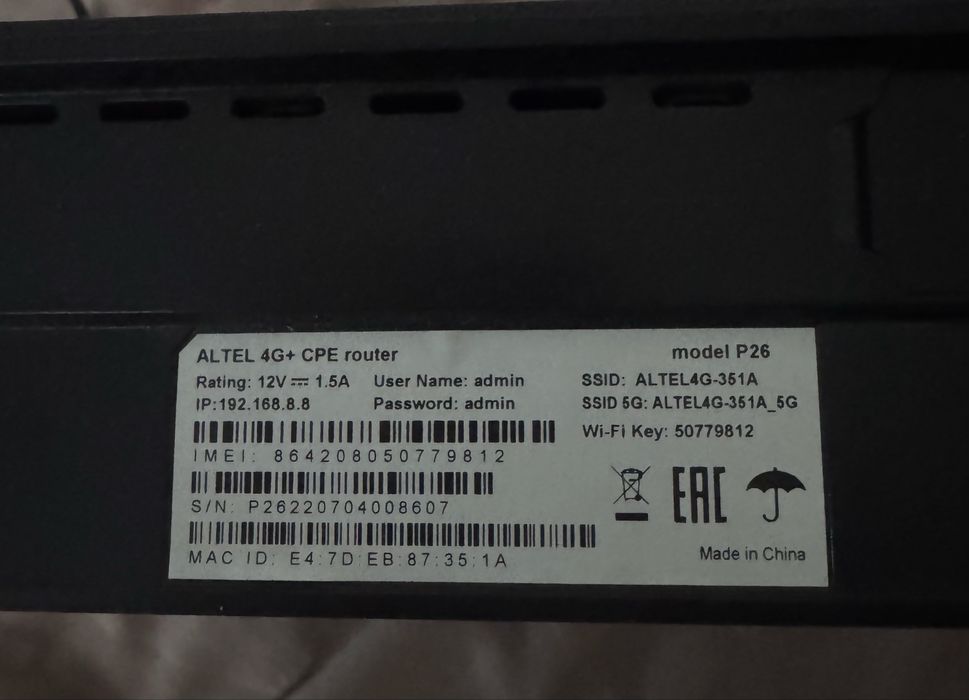 ALTEL 4G+ CPE router model P26
Rating: 12V ⎓ 1.5A User Name: admin SSID: ALTEL4G-351A
IP:192.168.8.8 Password: admin SSID 5G: ALTEL4G-351A_5G
Wi-Fi Key: 50779812
IMEI: 864208050779812
S/N: P26220704008607
EAC
MAC ID: E4:7D:EB:87:35:1A
Made in China